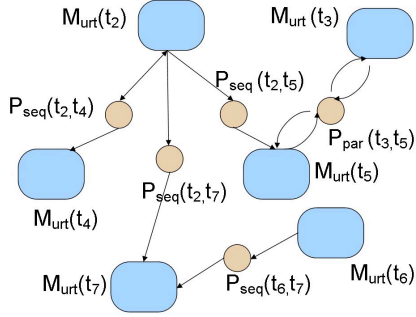 Murt(t2)
Murt(t3)
Pseq(t2,t4)
Pseq(t2,t5)
Ppar(t3,t5)
Murt(t4)
Pseq(t2,t7)
Murt(t5)
Murt(t7)
Pseq(t6,t7)
Murt(t6)